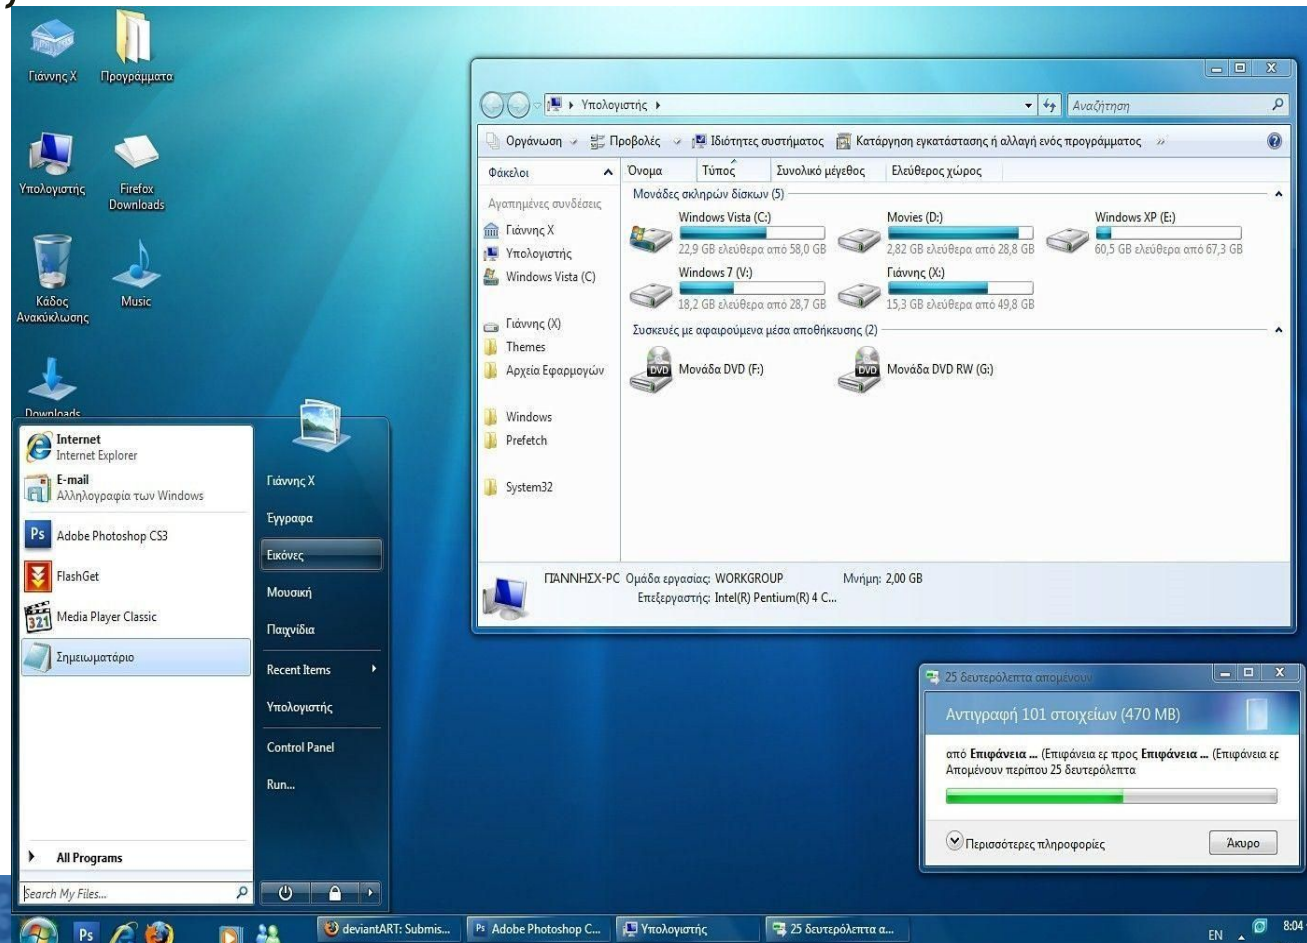 Γιάννης Χ
Προγράμματα
Υπολογιστής
Firefox
Downloads
Κάδος
Ανακύκλωσης
Music
Downloads
Υπολογιστής
Αναζήτηση
Οργάνωση
Προβολές
Ιδιότητες συστήματος
Κατάργηση εγκατάστασης ή αλλαγή ενός προγράμματος
Φάκελοι
Όνομα
Τύπος
Συνολικό μέγεθος
Ελεύθερος χώρος
Αγαπημένες συνδέσεις
Γιάννης Χ
Υπολογιστής
Windows Vista (C)
Γιάννης (X)
Themes
Αρχεία Εφαρμογών
Windows
Prefetch
System32
Μονάδες σκληρών δίσκων (5)
Windows Vista (C:)
22,9 GB ελεύθερα από 58,0 GB
Movies (D:)
2,82 GB ελεύθερα από 28,8 GB
Windows XP (E:)
60,5 GB ελεύθερα από 67,3 GB
Windows 7 (V:)
18,2 GB ελεύθερα από 28,7 GB
Γιάννης (X:)
15,3 GB ελεύθερα από 49,8 GB
Συσκευές με αφαιρούμενα μέσα αποθήκευσης (2)
Μονάδα DVD (F:)
Μονάδα DVD RW (G:)
ΓΙΑΝΝΗΣΧ-PC Ομάδα εργασίας: WORKGROUP Μνήμη: 2,00 GB
Επεξεργαστής: Intel(R) Pentium(R) 4 C...
Internet
Internet Explorer
E-mail
Αλληλογραφία των Windows
Adobe Photoshop CS3
FlashGet
Media Player Classic
Σημειωματάριο
All Programs
Search My Files...
Γιάννης Χ
Έγγραφα
Εικόνες
Μουσική
Παιχνίδια
Recent Items
Υπολογιστής
Control Panel
Run...
25 δευτερόλεπτα απομένουν
Αντιγραφή 101 στοιχείων (470 MB)
από Επιφάνεια ... (Επιφάνεια ες προς Επιφάνεια ... (Επιφάνεια ες
Απομένουν περίπου 25 δευτερόλεπτα
Περισσότερες πληροφορίες
Άκυρο
deviantART: Submis...
Adobe Photoshop C...
Υπολογιστής
25 δευτερόλεπτα α...
EN
8:04